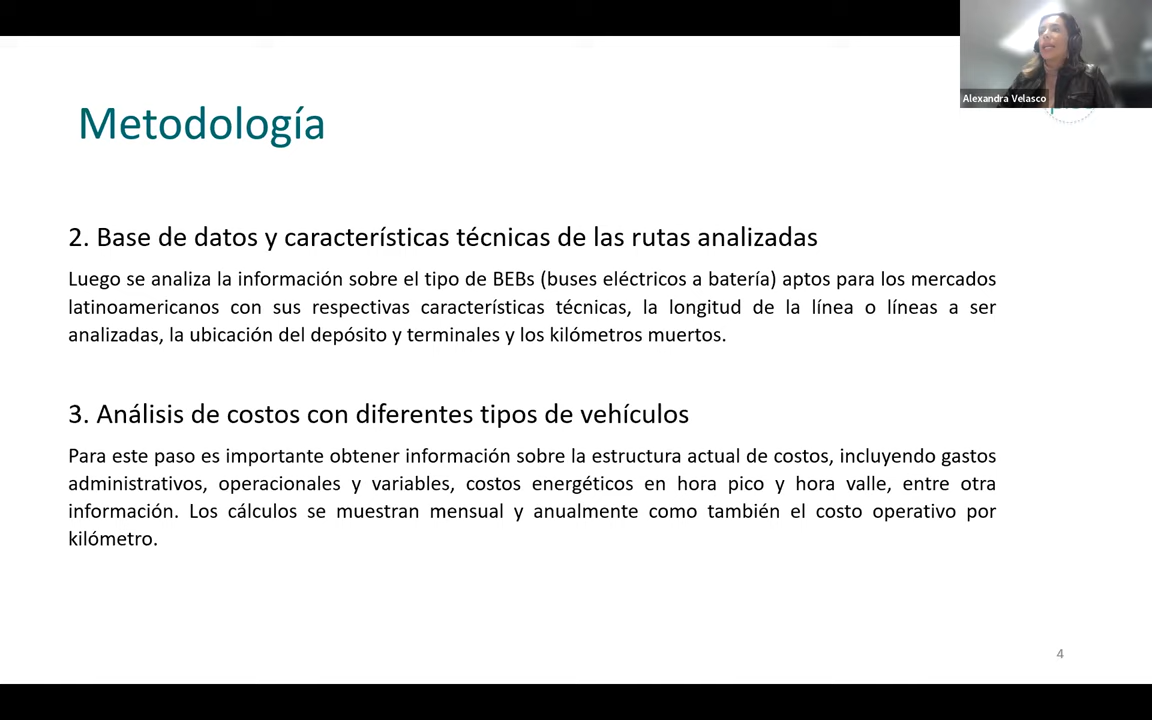 Alexandra Velasco
Metodología
2. Base de datos y características técnicas de las rutas analizadas
Luego se analiza la información sobre el tipo de BEBs (buses eléctricos a batería) aptos para los mercados
latinoamericanos con sus respectivas características técnicas, la longitud de la línea o líneas a ser
analizadas, la ubicación del depósito y terminales y los kilómetros muertos.
3. Análisis de costos con diferentes tipos de vehículos
Para este paso es importante obtener información sobre la estructura actual de costos, incluyendo gastos
administrativos, operacionales y variables, costos energéticos en hora pico y hora valle, entre otra
información. Los cálculos se muestran mensual y anualmente como también el costo operativo por
kilómetro.
4